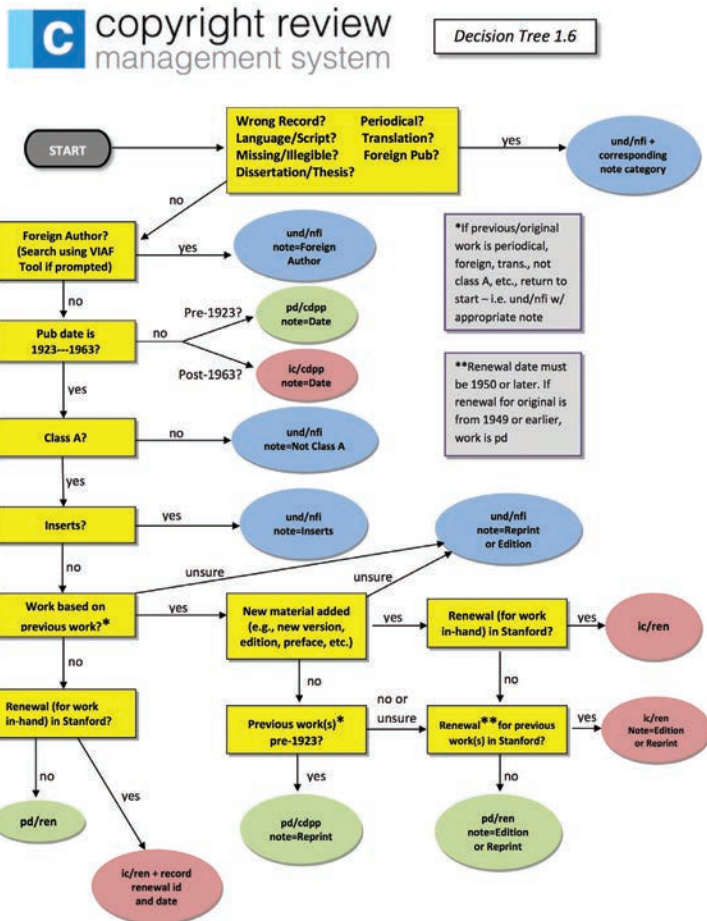 C copyright review
management system
Decision Tree 1.6
START
Wrong Record? Periodical?
Language/Script? Translation?
Missing/Illegible? Foreign Pub?
Dissertation/Thesis?
yes
und/nfi +
corresponding
note category
no
Foreign Author?
(Search using VIAF
Tool if prompted)
yes
und/nfi
note=Foreign
Author
*If previous/original
work is periodical,
foreign, trans., not
class A, etc., return to
start – i.e. und/nfi w/
appropriate note
no
Pub date is
1923---1963?
no
Pre-1923?
pd/cdpp
note=Date
Post-1963?
ic/cdpp
note=Date
**Renewal date must
be 1950 or later. If
renewal for original is
from 1949 or earlier,
work is pd
yes
Class A?
no
und/nfi
note=Not Class A
yes
Inserts?
yes
und/nfi
note=Inserts
und/nfi
note=Reprint
or Edition
no
unsure
unsure
Work based on
previous work?*
yes
New material added
(e.g., new version,
edition, preface, etc.)
yes
Renewal (for work
in-hand) in Stanford?
yes
ic/ren
no
no
no
Renewal (for work
in-hand) in Stanford?
Previous work(s)*
pre-1923?
no or
unsure
Renewal** for previous
work(s) in Stanford?
yes
ic/ren
Note=Edition
or Reprint
no
yes
yes
no
pd/ren
pd/cdpp
note=Reprint
pd/ren
note=Edition
or Reprint
ic/ren + record
renewal id
and date